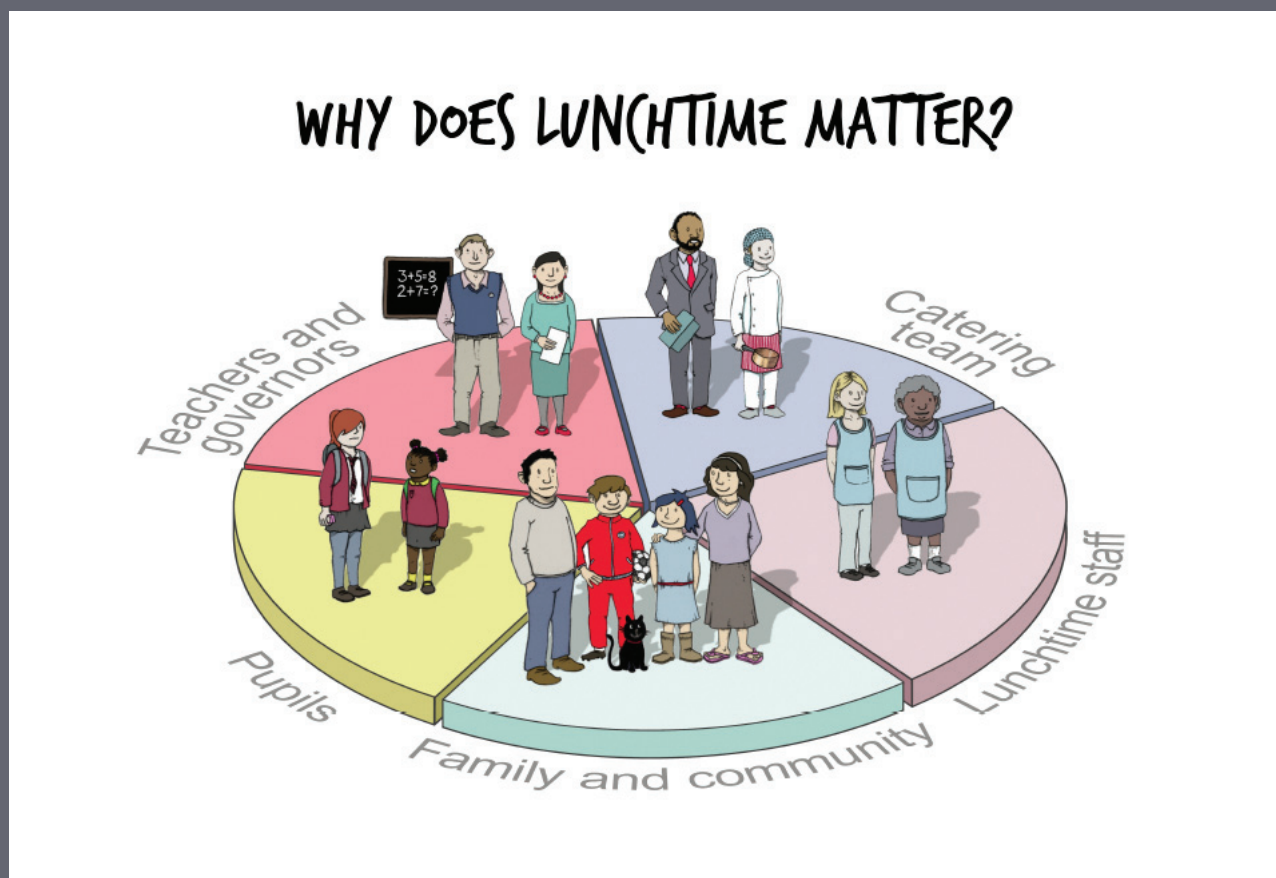 WHY DOES LUNCHTIME MATTER?
3+5=8
2+7=?
Teachers and
governors
Catering
team
Pupils
Family and community
Lunchtime staff